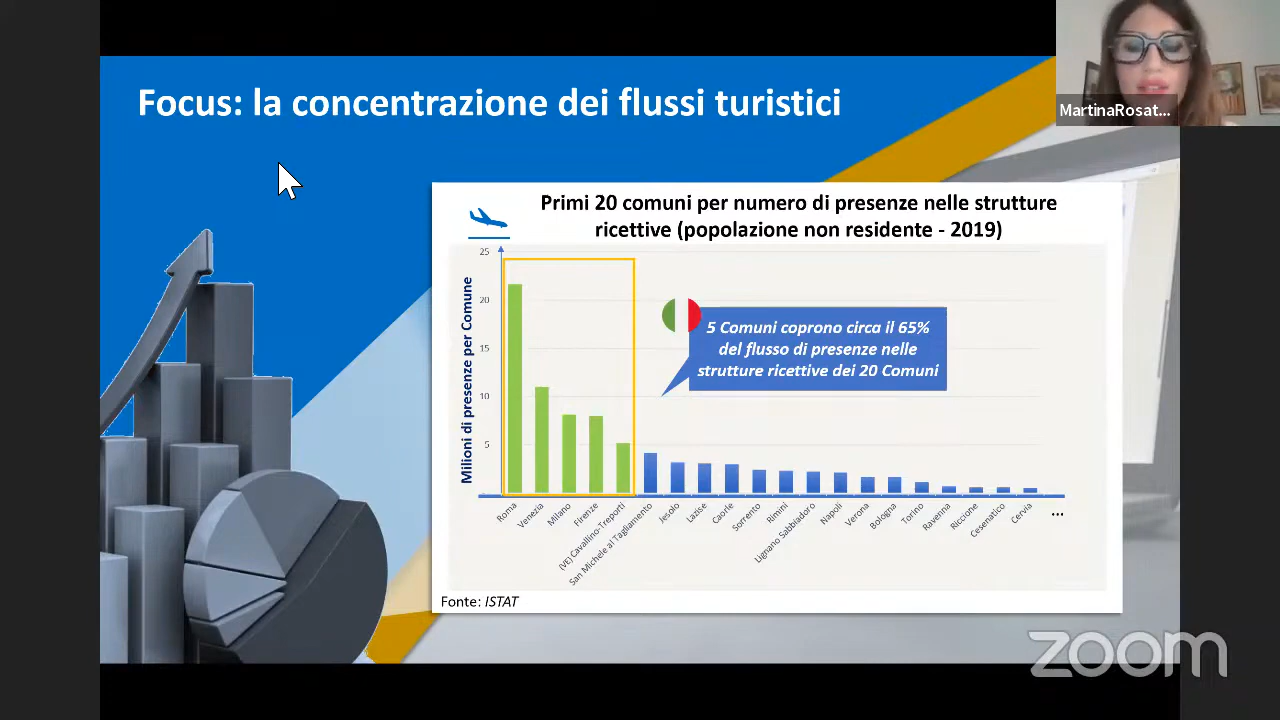 Focus: la concentrazione dei flussi turistici
MartinaRosat...
Primi 20 comuni per numero di presenze nelle strutture
ricettive (popolazione non residente - 2019)
Milioni di presenze per Comune
25
20
15
10
5
5 Comuni coprono circa il 65%
del flusso di presenze nelle
strutture ricettive dei 20 Comuni
Roma
Venezia
Milano
Firenze
(VE) Cavallino-Treporti
San Michele al Tagliamento
Jesolo
Lazise
Caorle
Sorrento
Rimini
Lignano Sabbiadoro
Napoli
Verona
Bologna
Torino
Ravenna
Riccione
Cesenatico
Cervia
...
Fonte: ISTAT
zoom